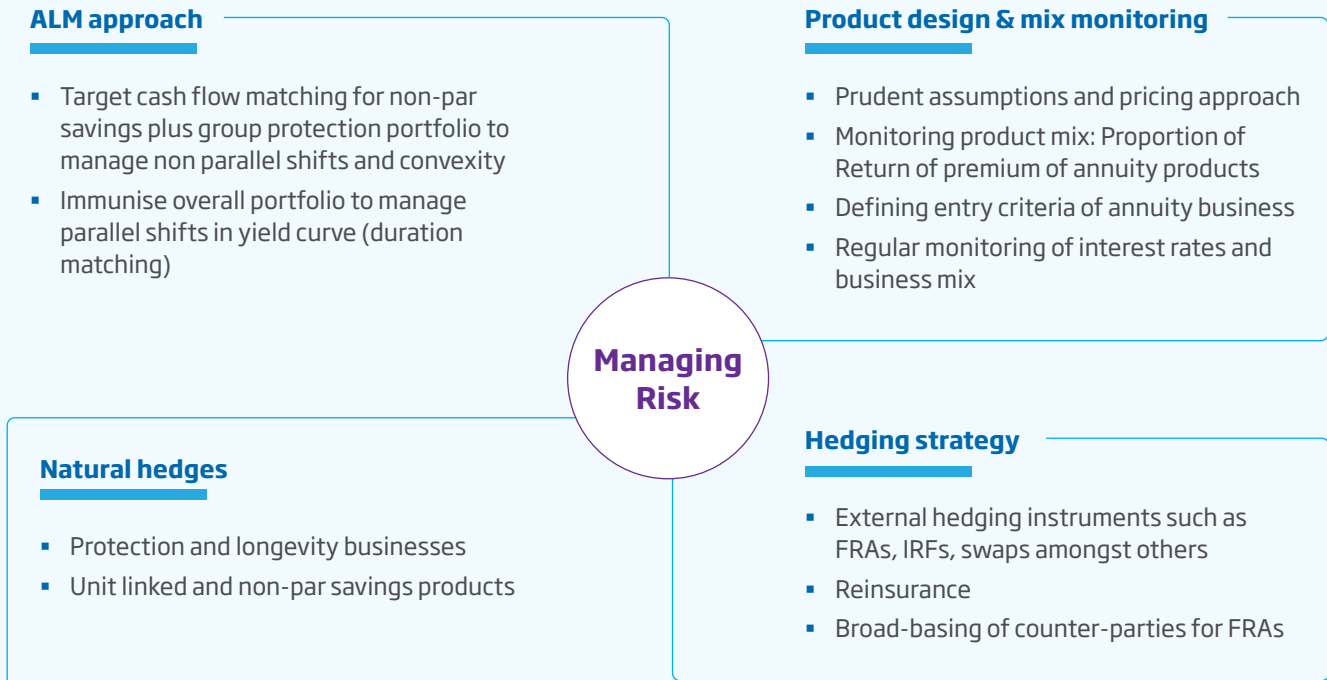 ALM approach
▪ Target cash flow matching for non-par
savings plus group protection portfolio to
manage non parallel shifts and convexity
▪ Immunise overall portfolio to manage
parallel shifts in yield curve (duration
matching)
Product design & mix monitoring
▪ Prudent assumptions and pricing approach
▪ Monitoring product mix: Proportion of
Return of premium of annuity products
▪ Defining entry criteria of annuity business
▪ Regular monitoring of interest rates and
business mix
Managing
Risk
Natural hedges
▪ Protection and longevity businesses
▪ Unit linked and non-par savings products
Hedging strategy
▪ External hedging instruments such as
FRAs, IRFs, swaps amongst others
▪ Reinsurance
▪ Broad-basing of counter-parties for FRAs